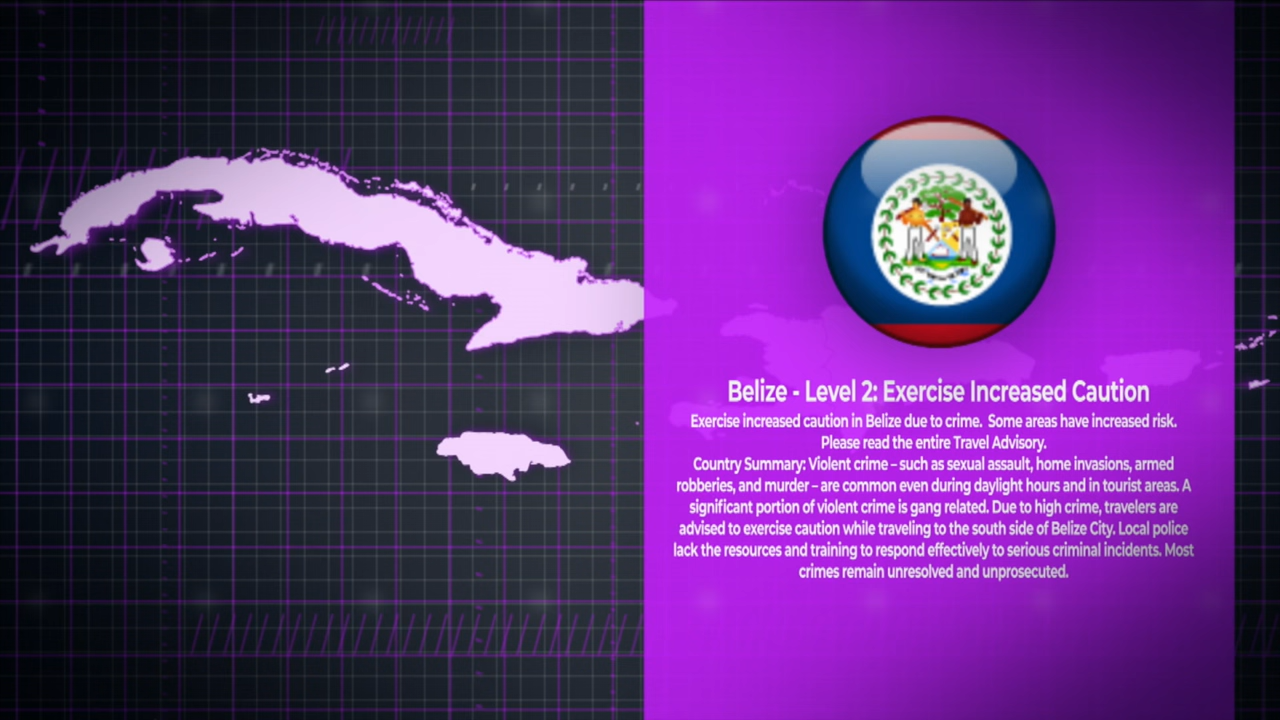 Belize - Level 2: Exercise Increased Caution
Exercise increased caution in Belize due to crime.  Some areas have increased risk.
Please read the entire Travel Advisory.
Country Summary: Violent crime – such as sexual assault, home invasions, armed
robberies, and murder – are common even during daylight hours and in tourist areas. A
significant portion of violent crime is gang related. Due to high crime, travelers are
advised to exercise caution while traveling to the south side of Belize City. Local police
lack the resources and training to respond effectively to serious criminal incidents. Most
crimes remain unresolved and unprosecuted.